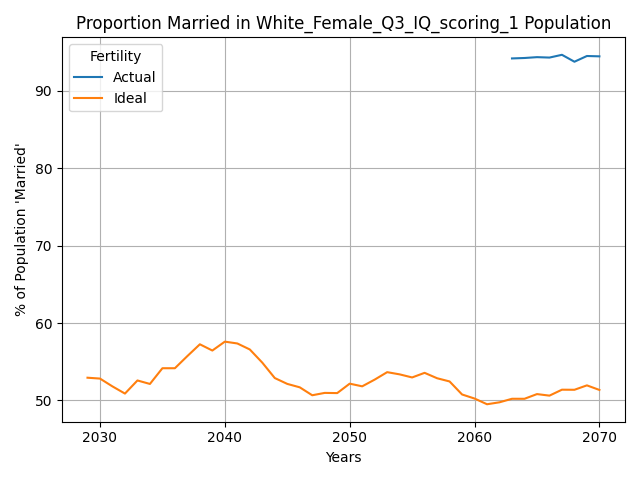 Proportion Married in White_Female_Q3_IQ_scoring_1 Population
Fertility
Actual
Ideal
% of Population 'Married'
90
80
70
60
50
2030
2040
2050
2060
2070
Years